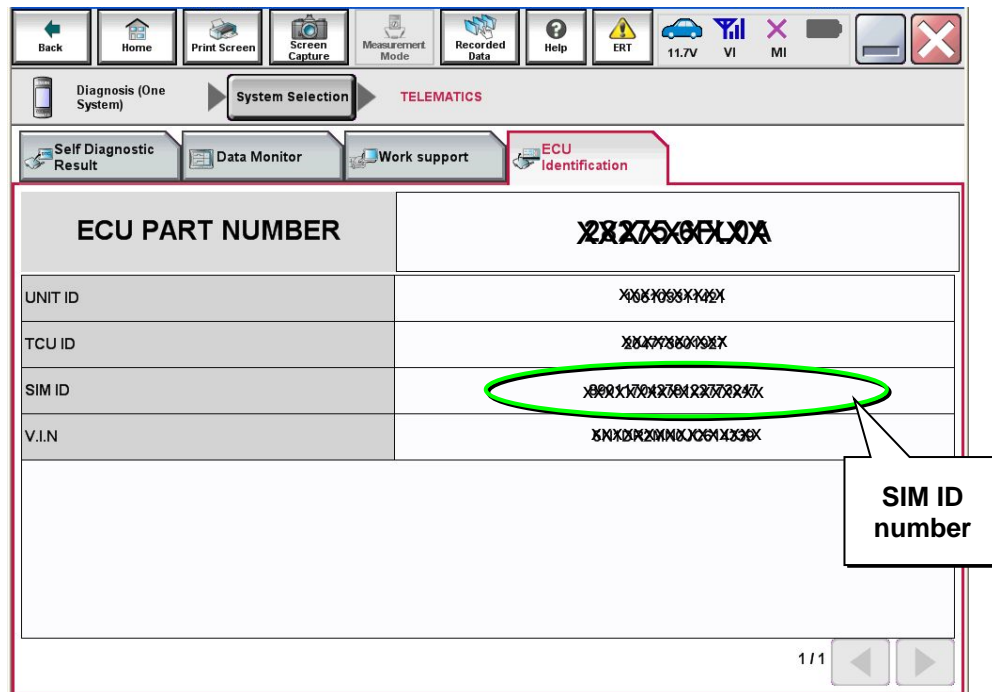 Back
Home
Print Screen
Screen
Capture
Measurement
Mode
Recorded
Data
Help
ERT
11.7V
VI
MI
Diagnosis (One
System)
System Selection
TELEMATICS
Self Diagnostic
Result
Data Monitor
Work support
ECU
Identification
ECU PART NUMBER
UNIT ID
TCU ID
SIM ID
V.I.N
SIM ID
number
1/1